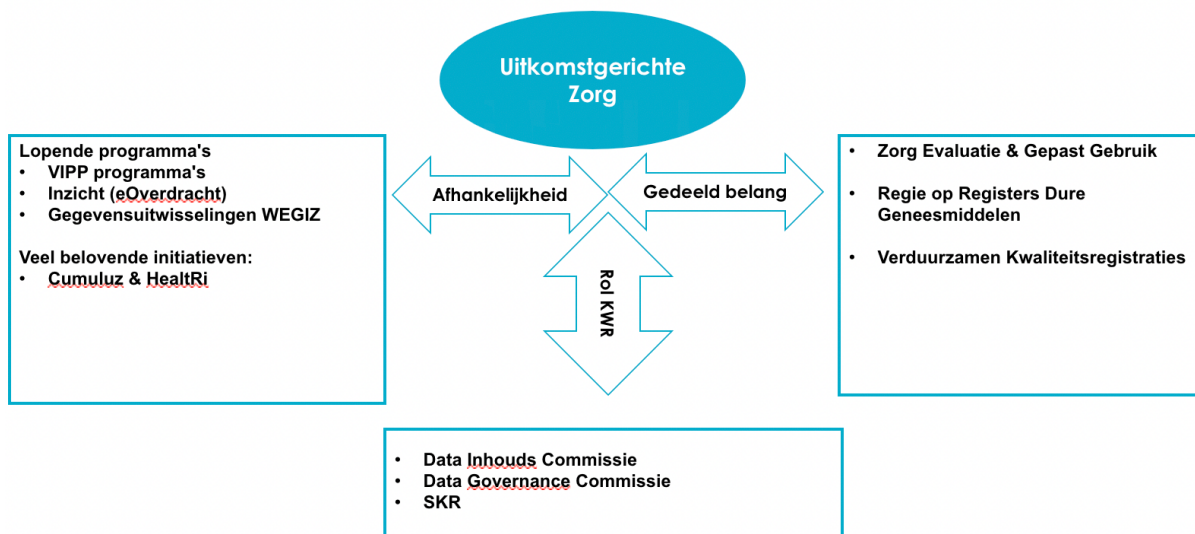 Uitkomstgerichte
Zorg
Lopende programma's
• VIPP programma's
• Inzicht (eOverdracht)
• Gegevensuitwisselingen WEGIZ
Veel belovende initiatieven:
• Cumuluz & HealtRi
Afhankelijkheid
Gedeeld belang
Rol KWR
• Zorg Evaluatie & Gepast Gebruik
• Regie op Registers Dure
Geneesmiddelen
• Verduurzamen Kwaliteitsregistraties
• Data Inhouds Commissie
• Data Governance Commissie
• SKR